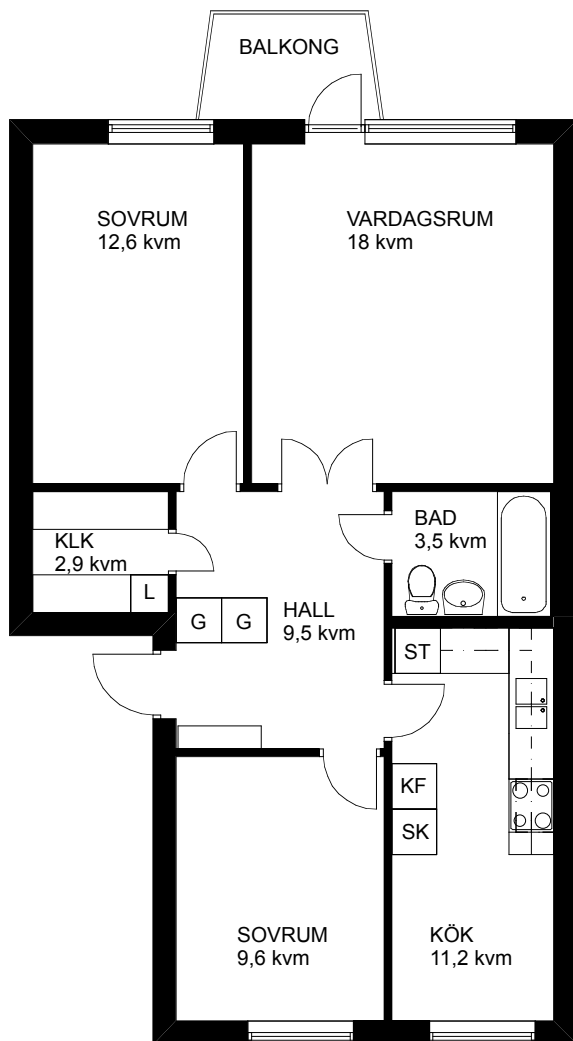 BALKONG
SOVRUM
12,6 kvm
VARDAGSRUM
18 kvm
KLK
2,9 kvm
L
BAD
3,5 kvm
G G
HALL
9,5 kvm
ST
KF
SK
SOVRUM
9,6 kvm
KÖK
11,2 kvm